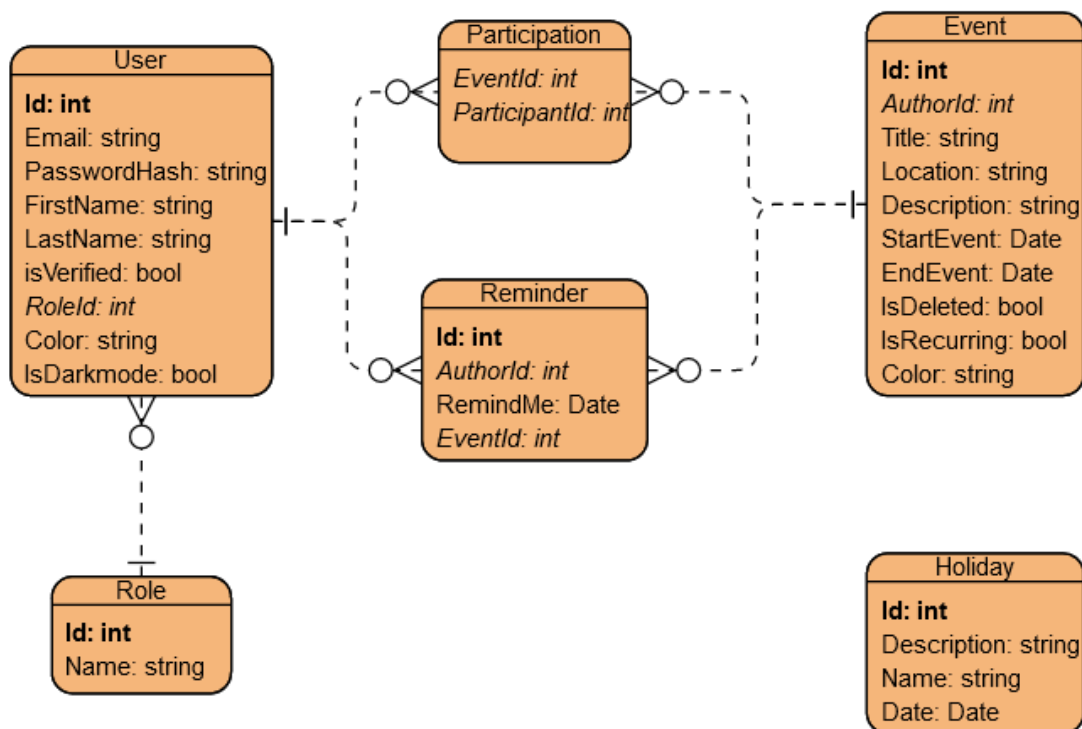 User
Id: int
Email: string
PasswordHash: string
FirstName: string
LastName: string
isVerified: bool
RoleId: int
Color: string
IsDarkmode: bool
Participation
EventId: int
ParticipantId: int
Event
Id: int
AuthorId: int
Title: string
Location: string
Description: string
StartEvent: Date
EndEvent: Date
IsDeleted: bool
IsRecurring: bool
Color: string
Reminder
Id: int
AuthorId: int
RemindMe: Date
EventId: int
Role
Id: int
Name: string
Holiday
Id: int
Description: string
Name: string
Date: Date